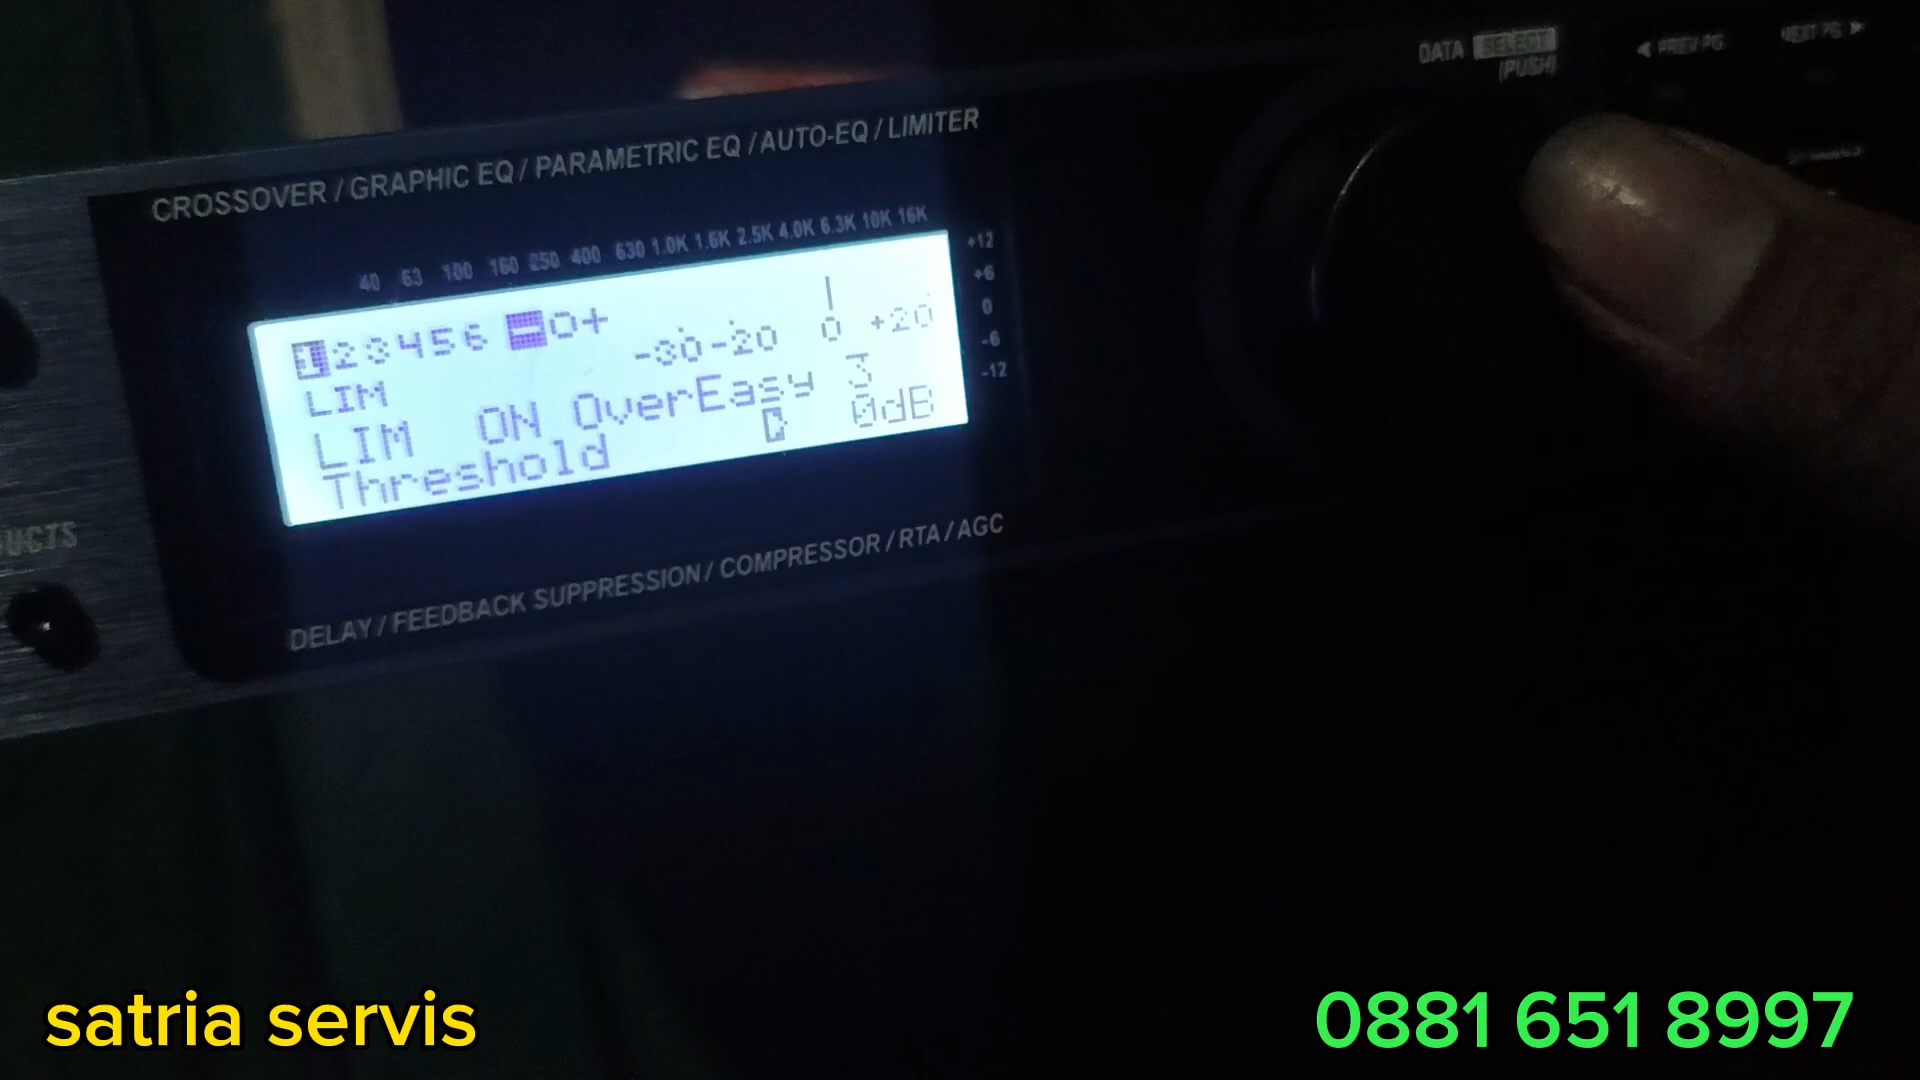 DATA SELECT
(PUSH)
◀ PREV PG
NEXT PG ▶
CROSSOVER / GRAPHIC EQ / PARAMETRIC EQ / AUTO-EQ / LIMITER
40 63 100 160 250 400 630 1.0K 1.6K 2.5K 4.0K 6.3K 10K 16K
+12
+6
0
-6
-12
123456 -0+
LIM -30 -20 0 +20
LIM ON OverEasy 3
Threshold 0dB
UCTS
DELAY / FEEDBACK SUPPRESSION / COMPRESSOR / RTA / AGC
satria servis
0881 651 8997